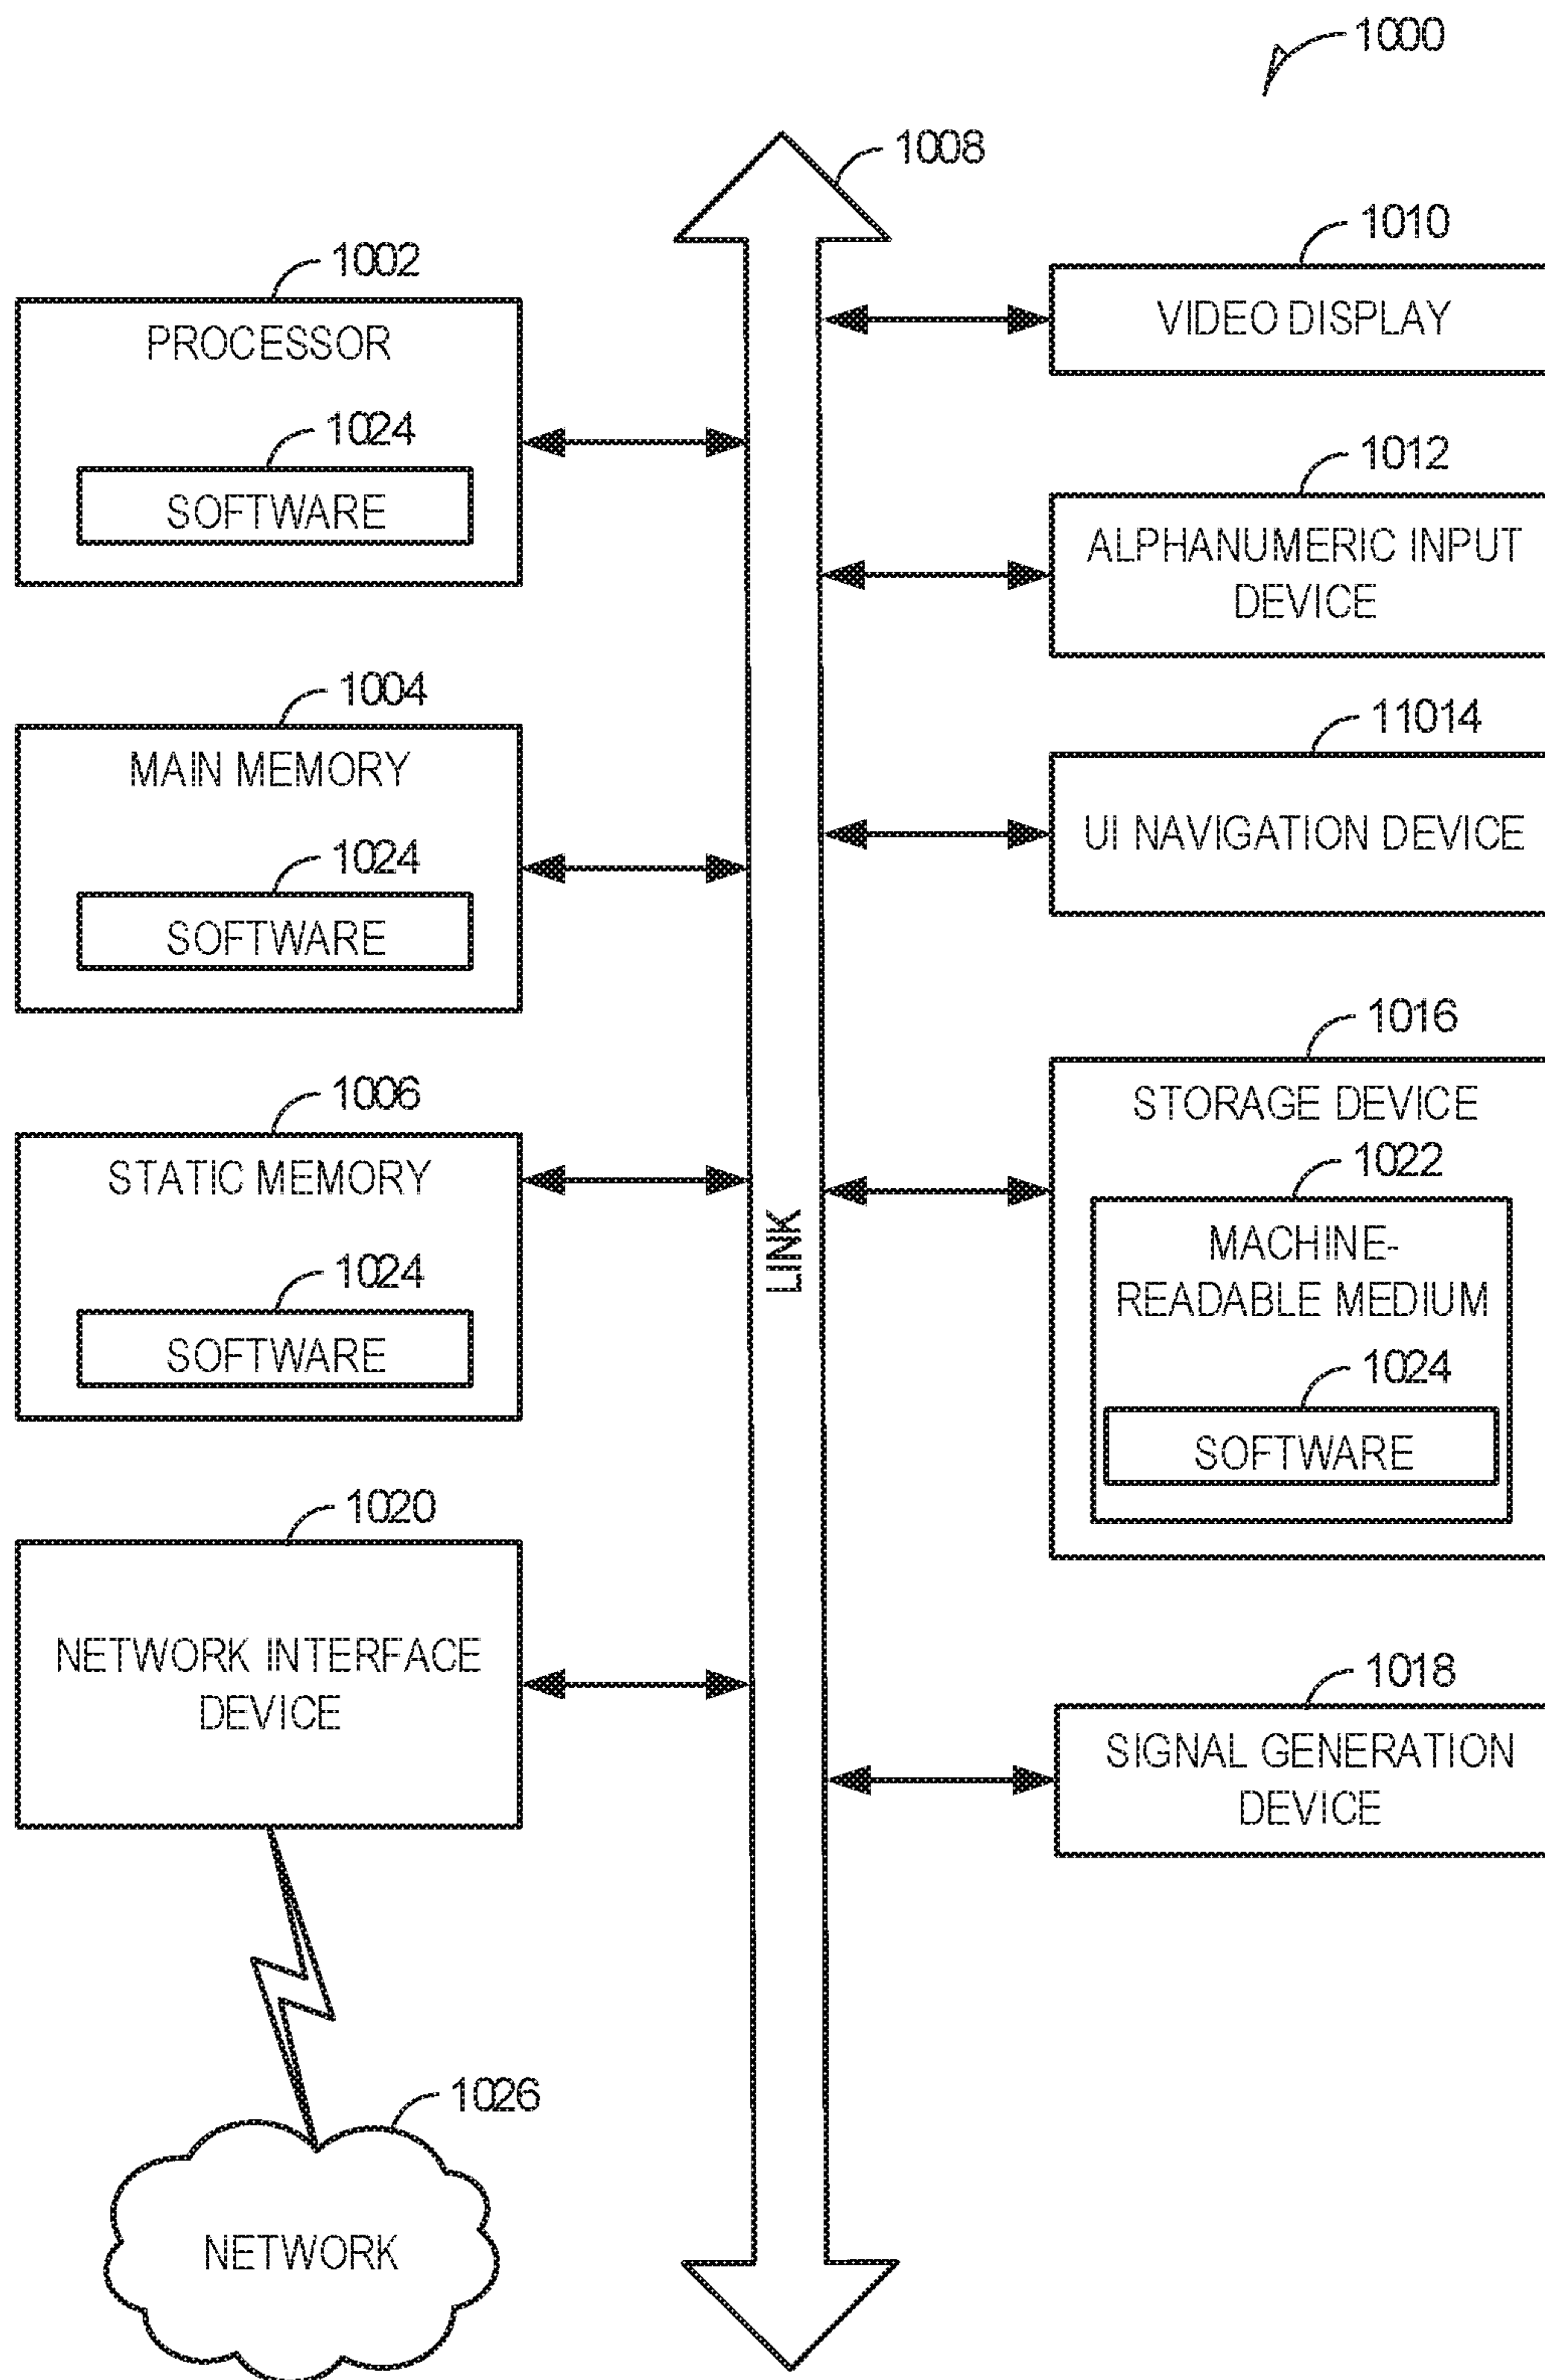 1000
1008
1002
PROCESSOR
1024
SOFTWARE
1004
MAIN MEMORY
1024
SOFTWARE
1006
STATIC MEMORY
1024
SOFTWARE
1020
NETWORK INTERFACE
DEVICE
1026
NETWORK
LINK
1010
VIDEO DISPLAY
1012
ALPHANUMERIC INPUT
DEVICE
11014
UI NAVIGATION DEVICE
1016
STORAGE DEVICE
1022
MACHINE-
READABLE MEDIUM
1024
SOFTWARE
1018
SIGNAL GENERATION
DEVICE